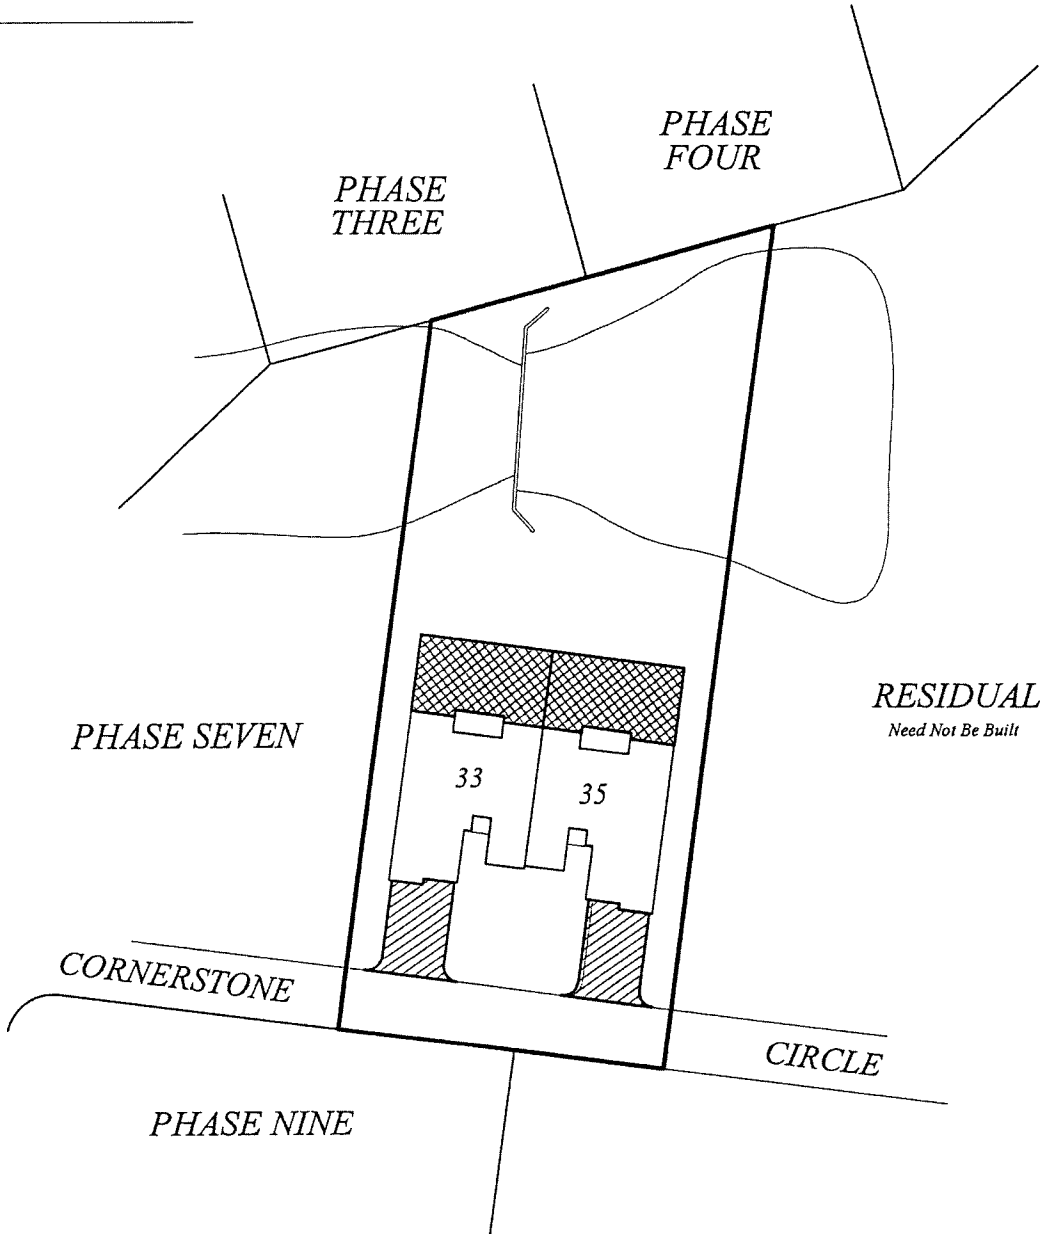 PHASE
FOUR
PHASE
THREE
RESIDUAL
Need Not Be Built
PHASE SEVEN
33
35
CORNERSTONE
CIRCLE
PHASE NINE